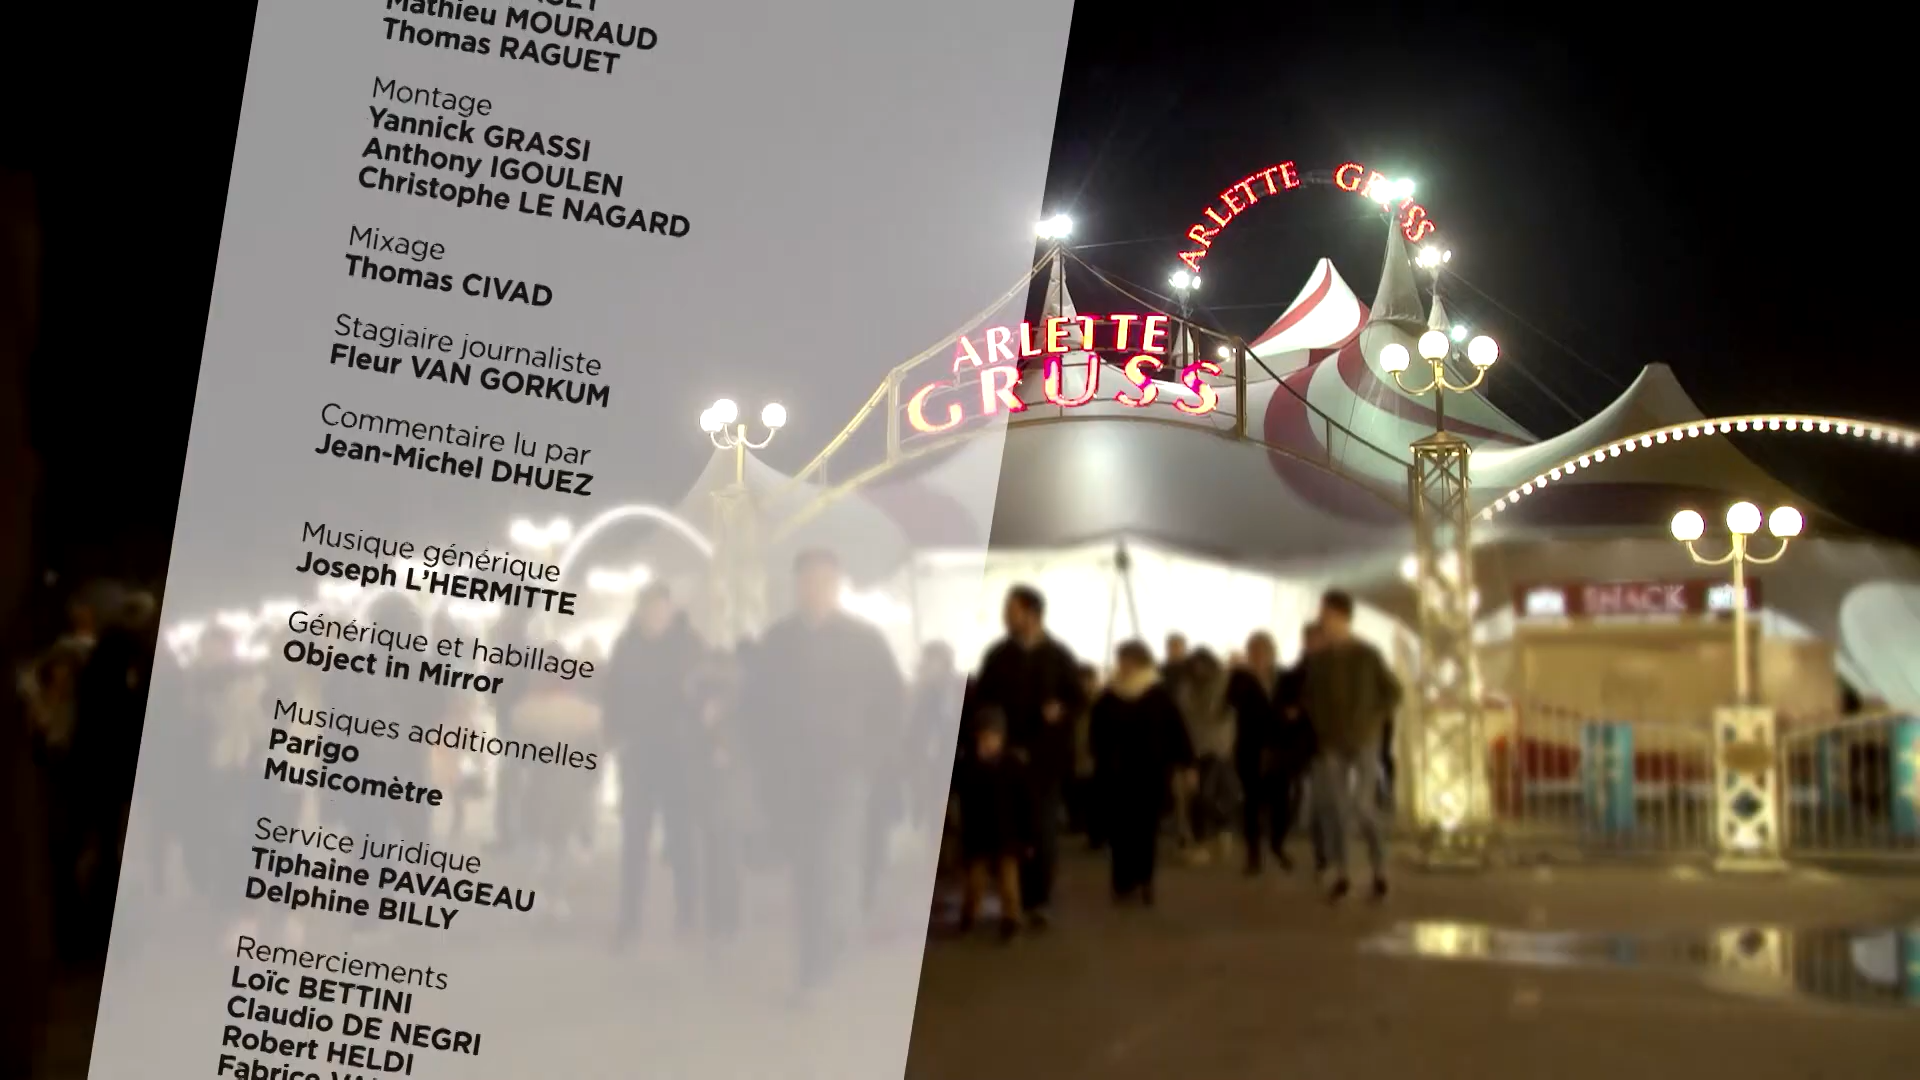 Mathieu MOURAUD
Thomas RAGUET
Montage
Yannick GRASSI
Anthony IGOULEN
Christophe LE NAGARD
Mixage
Thomas CIVAD
Stagiaire journaliste
Fleur VAN GORKUM
Commentaire lu par
Jean-Michel DHUEZ
Musique générique
Joseph L'HERMITTE
Générique et habillage
Object in Mirror
Musiques additionnelles
Parigo
Musicomètre
Service juridique
Tiphaine PAVAGEAU
Delphine BILLY
Remerciements
Loïc BETTINI
Claudio DE NEGRI
Robert HELDI
Fabrice
ARLETTE GRUSS
ARLETTE
GRUSS
SNACK